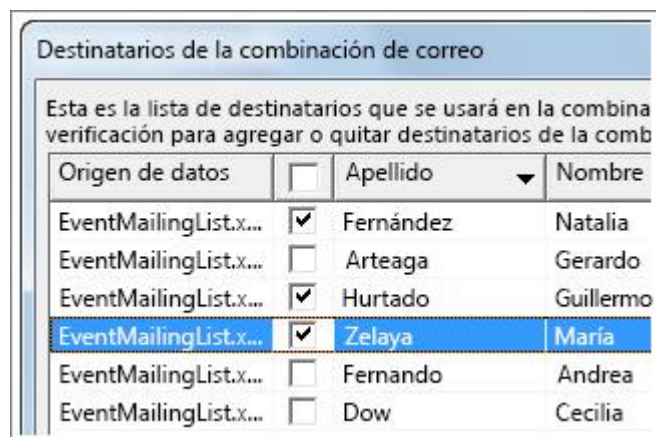 Destinatarios de la combinación de correo
Esta es la lista de destinatarios que se usará en la combina
verificación para agregar o quitar destinatarios de la comb
Origen de datos Apellido Nombre
EventMailingList.x... Fernández Natalia
EventMailingList.x... Arteaga Gerardo
EventMailingList.x... Hurtado Guillermo
EventMailingList.x... Zelaya María
EventMailingList.x... Fernando Andrea
EventMailingList.x... Dow Cecilia